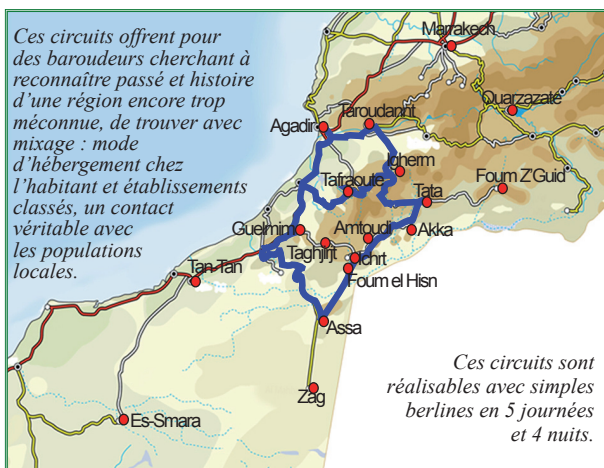 Ces circuits offrent pour
des baroudeurs cherchant à
reconnaître passé et histoire
d'une région encore trop
méconnue, de trouver avec
mixage : mode
d'hébergement chez
l'habitant et établissements
classés, un contact
véritable avec
les populations
locales.
Marrakech
Ouarzazate
Taroudannt
Agadir
Igherm
Tafraoute
Foum Z'Guid
Tata
Guelmim
Amtoudi
Akka
Taghjijt
Ichrt
Tan-Tan
Foum el Hisn
Assa
Zag
Es-Smara
Ces circuits sont
réalisables avec simples
berlines en 5 journées
et 4 nuits.